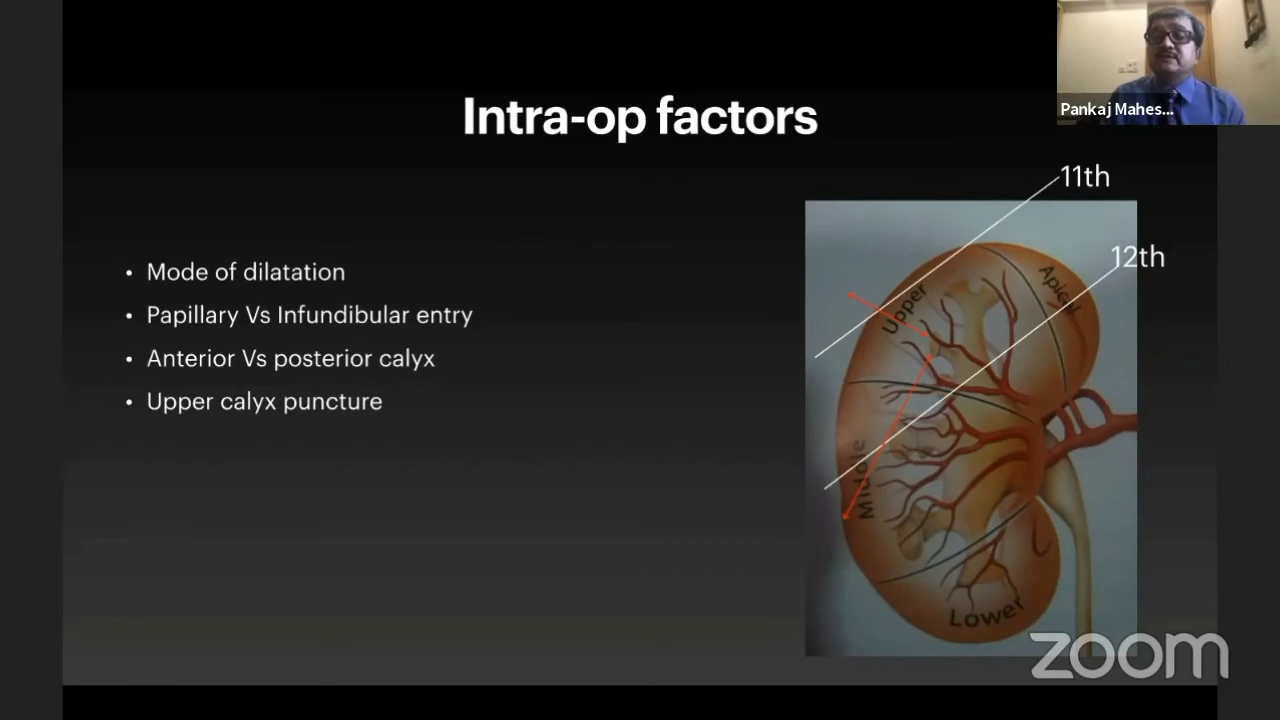 Intra-op factors
Pankaj Mahes...
• Mode of dilatation
• Papillary Vs Infundibular entry
• Anterior Vs posterior calyx
• Upper calyx puncture
11th
12th
Apical
Upper
Middle
Lower
zoom